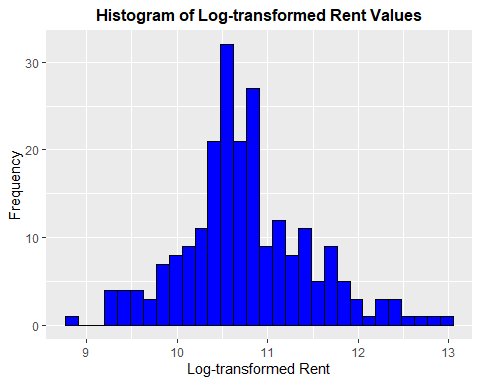 Histogram of Log-transformed Rent Values
Frequency
30
20
10
0
9 10 11 12 13
Log-transformed Rent